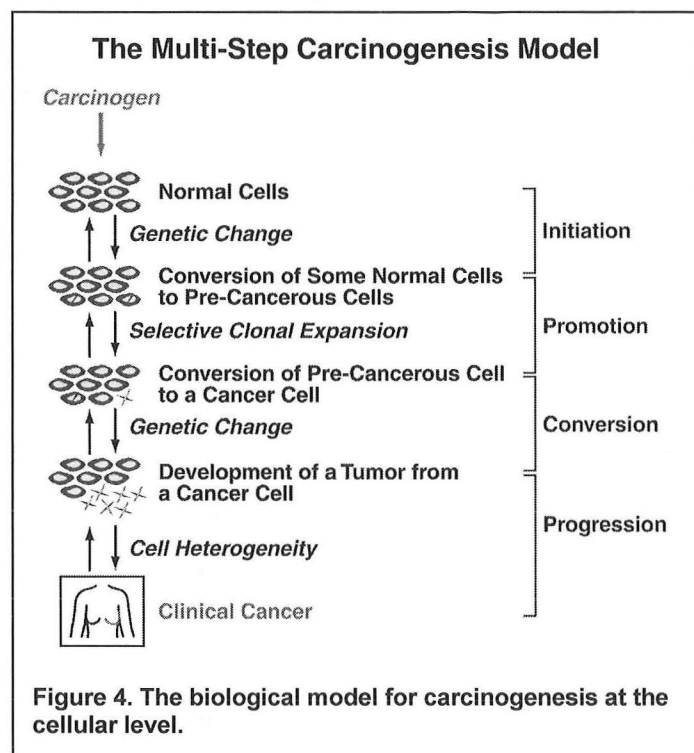 The Multi-Step Carcinogenesis Model
Carcinogen
Normal Cells
Genetic Change
Initiation
Conversion of Some Normal Cells
to Pre-Cancerous Cells
Selective Clonal Expansion
Promotion
Conversion of Pre-Cancerous Cell
to a Cancer Cell
Genetic Change
Conversion
Development of a Tumor from
a Cancer Cell
Progression
Cell Heterogeneity
Clinical Cancer
Figure 4. The biological model for carcinogenesis at the
cellular level.